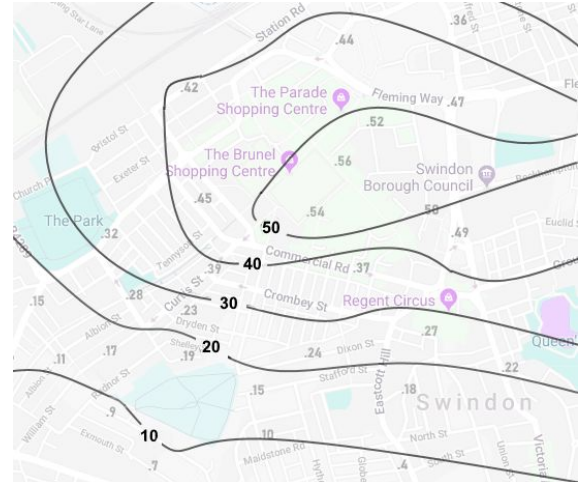 Station Rd
.36
.44
.42
The Parade
Shopping Centre
Fleming Way
.47
.52
Bristol St
The Brunel
Shopping Centre
.56
Exeter St
Swindon
Borough Council
Church Pl
.45
.54
.58
The Park
50
Euclid St
.32
Tennyson St
.49
Commercial Rd
40
.39
.37
.28
Curtis St
Crombey St
Regent Circus
30
.15
.23
.27
Albion St
Dryden St
20
.17
.19
.24
Dixon St
.11
.22
Stafford St
Eastcott Hill
.18
Radnor St
.15
.9
Swindon
William St
10
North St
Exmouth St
Maidstone Rd
.7
.4
South St
Victoria